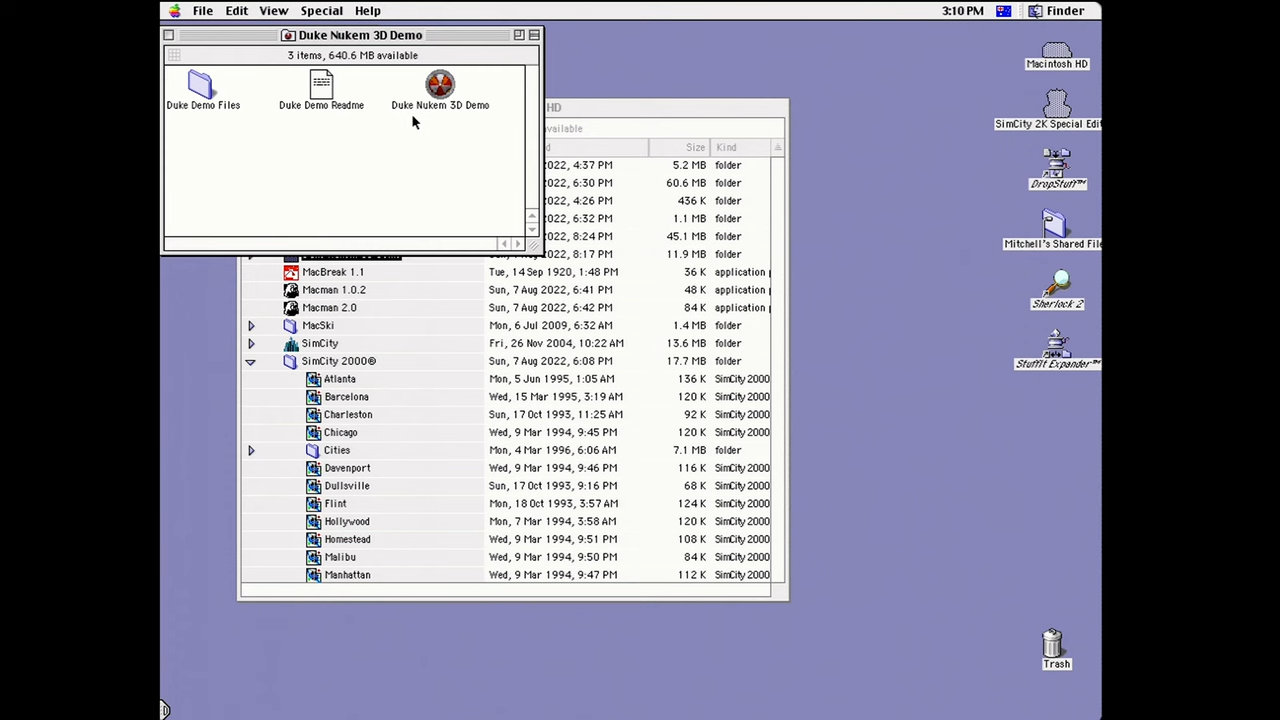 File Edit View Special Help 3:10 PM Finder
Duke Nukem 3D Demo
3 items, 640.6 MB available
Duke Demo Files Duke Demo Readme Duke Nukem 3D Demo
HD
available
Size Kind
2022, 4:37 PM 5.2 MB folder
2022, 6:30 PM 60.6 MB folder
2022, 4:26 PM 436 K folder
2022, 6:32 PM 1.1 MB folder
2022, 8:24 PM 45.1 MB folder
2022, 8:17 PM 11.9 MB folder
MacBreak 1.1 Tue, 14 Sep 1920, 1:48 PM 36 K application
Macman 1.0.2 Sun, 7 Aug 2022, 6:41 PM 48 K application
Macman 2.0 Sun, 7 Aug 2022, 6:42 PM 84 K application
MacSki Mon, 6 Jul 2009, 6:32 AM 1.4 MB folder
SimCity Fri, 26 Nov 2004, 10:22 AM 13.6 MB folder
SimCity 2000® Sun, 7 Aug 2022, 6:08 PM 17.7 MB folder
Atlanta Mon, 5 Jun 1995, 1:05 AM 136 K SimCity 2000
Barcelona Wed, 15 Mar 1995, 3:19 AM 120 K SimCity 2000
Charleston Sun, 17 Oct 1993, 11:25 AM 92 K SimCity 2000
Chicago Wed, 9 Mar 1994, 9:45 PM 120 K SimCity 2000
Cities Mon, 4 Mar 1996, 6:06 AM 7.1 MB folder
Davenport Wed, 9 Mar 1994, 9:46 PM 116 K SimCity 2000
Dullsville Sun, 17 Oct 1993, 9:16 PM 68 K SimCity 2000
Flint Mon, 18 Oct 1993, 3:57 AM 124 K SimCity 2000
Hollywood Mon, 7 Mar 1994, 3:58 AM 120 K SimCity 2000
Homestead Wed, 9 Mar 1994, 9:51 PM 108 K SimCity 2000
Malibu Wed, 9 Mar 1994, 9:50 PM 84 K SimCity 2000
Manhattan Wed, 9 Mar 1994, 9:47 PM 112 K SimCity 2000
Macintosh HD
SimCity 2K Special Edit
DropStuff™
Mitchell's Shared File
Sherlock 2
StuffIt Expander™
Trash